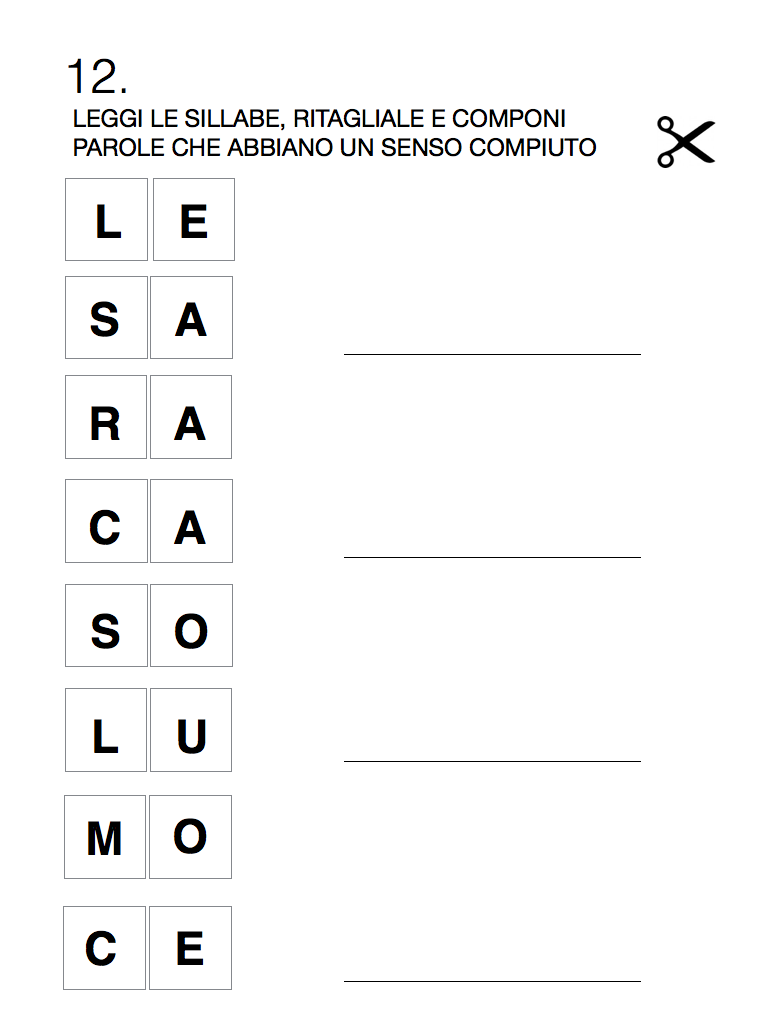 12.
LEGGI LE SILLABE, RITAGLIALE E COMPONI
PAROLE CHE ABBIANO UN SENSO COMPIUTO
L E
S A
R A
C A
S O
L U
M O
C E